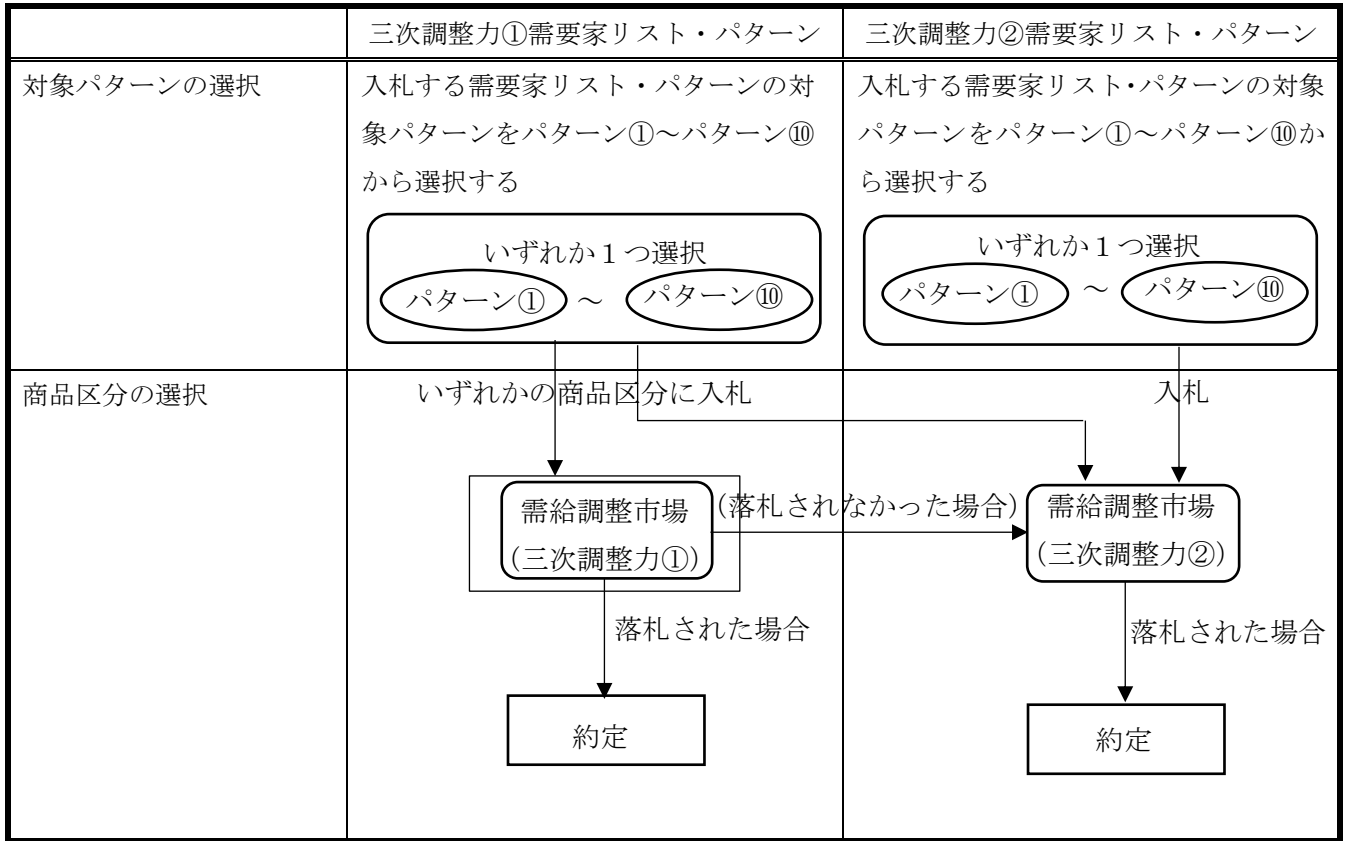 三次調整力①需要家リスト・パターン
三次調整力②需要家リスト・パターン
対象パターンの選択
入札する需要家リスト・パターンの対
象パターンをパターン①～パターン⑩
から選択する
いずれか１つ選択
パターン① ～ パターン⑩
入札する需要家リスト・パターンの対象
パターンをパターン①～パターン⑩か
ら選択する
いずれか１つ選択
パターン① ～ パターン⑩
商品区分の選択
いずれかの商品区分に入札
需給調整市場
(三次調整力①)
(落札されなかった場合)
落札された場合
約定
入札
需給調整市場
(三次調整力②)
落札された場合
約定